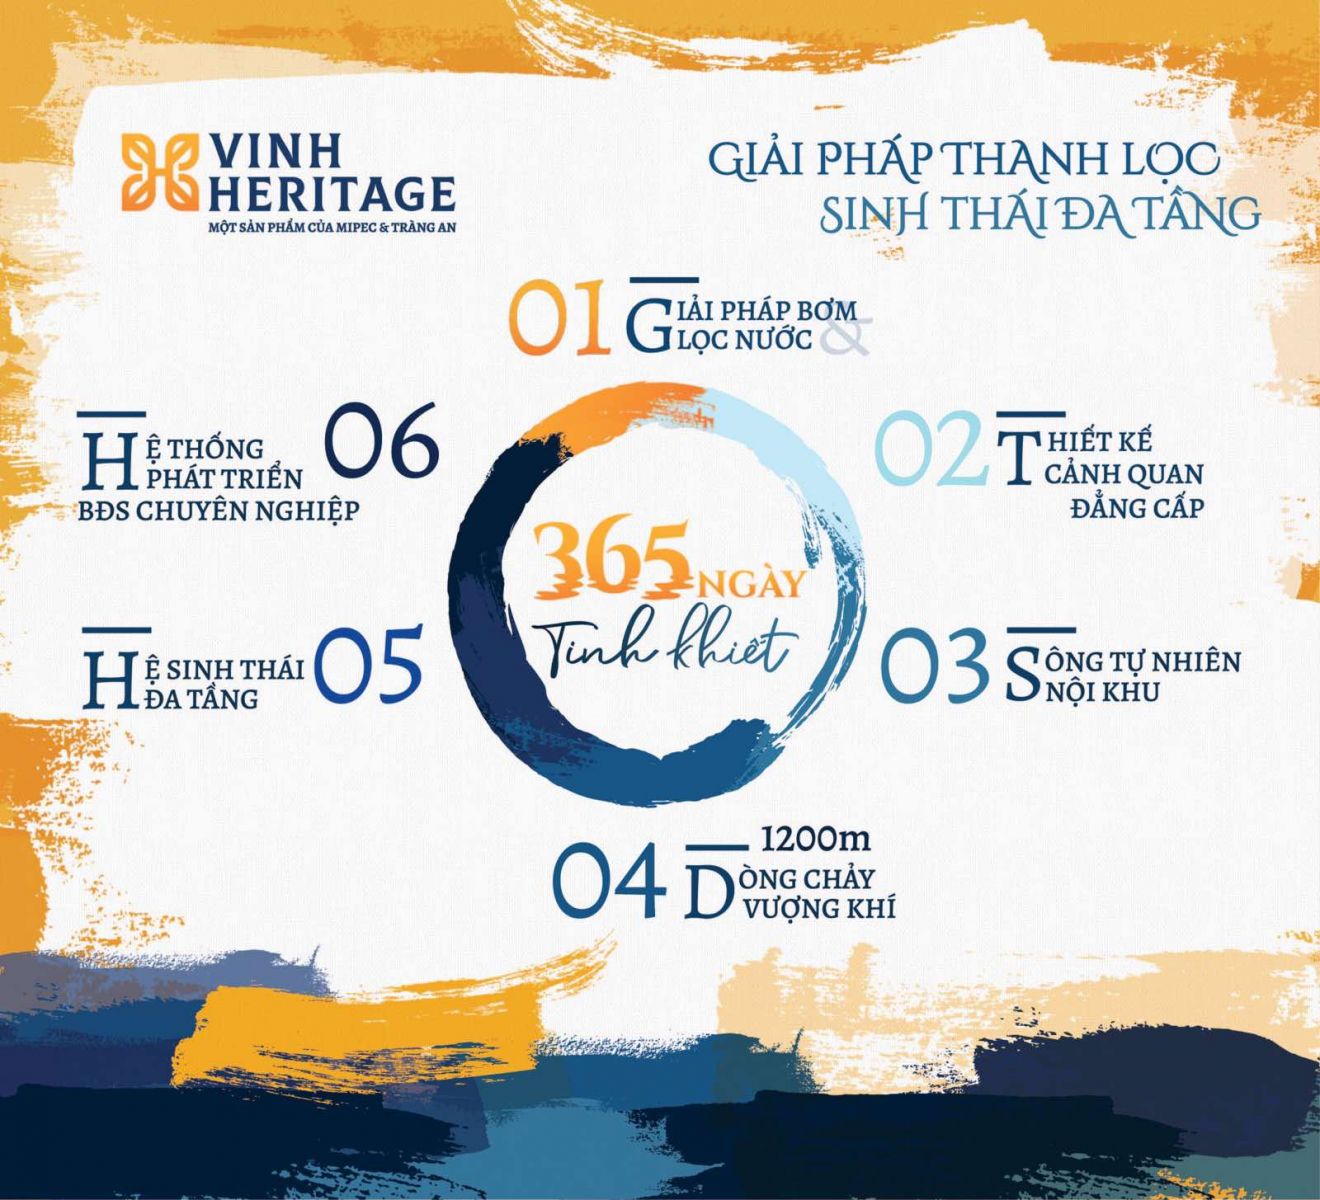 VINH
HERITAGE
MỘT SẢN PHẨM CỦA MIPEC & TRÀNG AN
GIẢI PHÁP THANH LỌC
SINH THÁI ĐA TẦNG
01
GIẢI PHÁP BƠM
LỌC NƯỚC &
02
THIẾT KẾ
CẢNH QUAN
ĐẲNG CẤP
03
SÔNG TỰ NHIÊN
NỘI KHU
04
1200m
DÒNG CHẢY
VƯỢNG KHÍ
05
HỆ SINH THÁI
ĐA TẦNG
06
HỆ THỐNG
PHÁT TRIỂN
BĐS CHUYÊN NGHIỆP
365 NGÀY
Tinh khiết